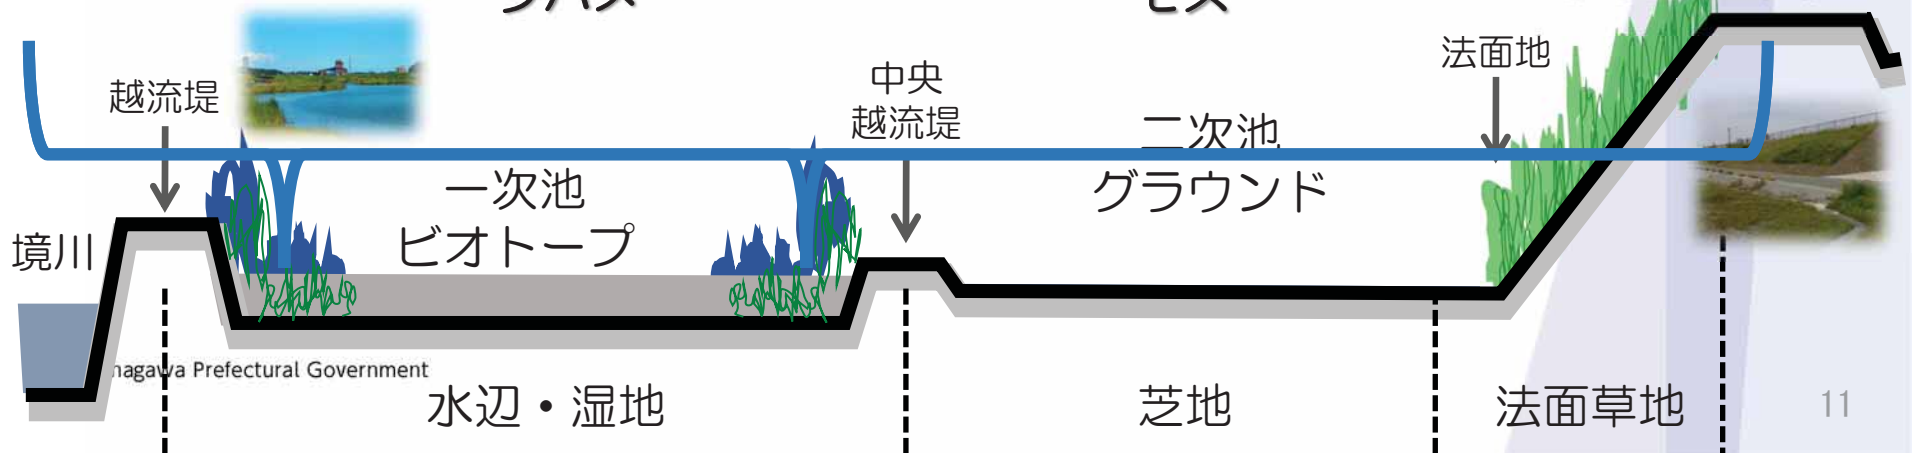 越流堤
中央
越流堤
法面地
二次池
グラウンド
一次池
ビオトープ
境川
nagawa Prefectural Government
水辺・湿地
芝地
法面草地
11